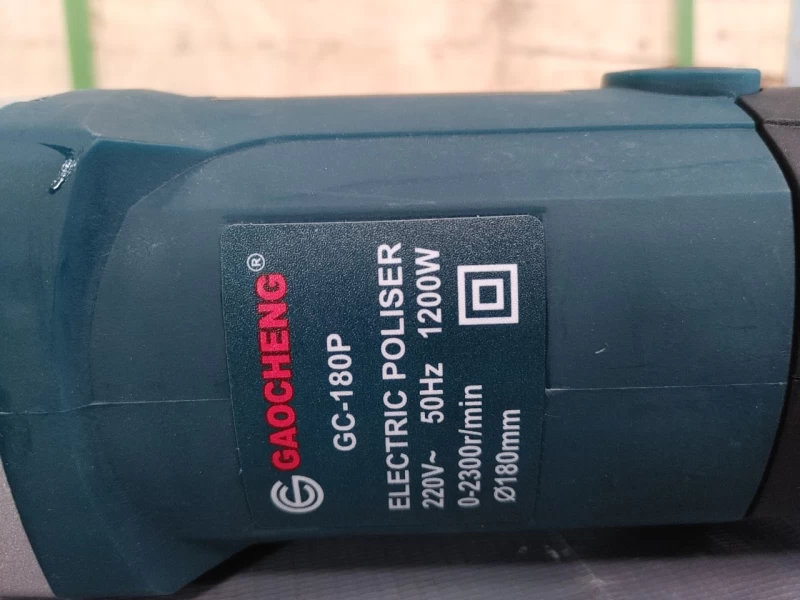 GAOCHENG®
GC-180P
ELECTRIC POLISER
220V~ 50Hz 1200W
0-2300r/min
Ø180mm